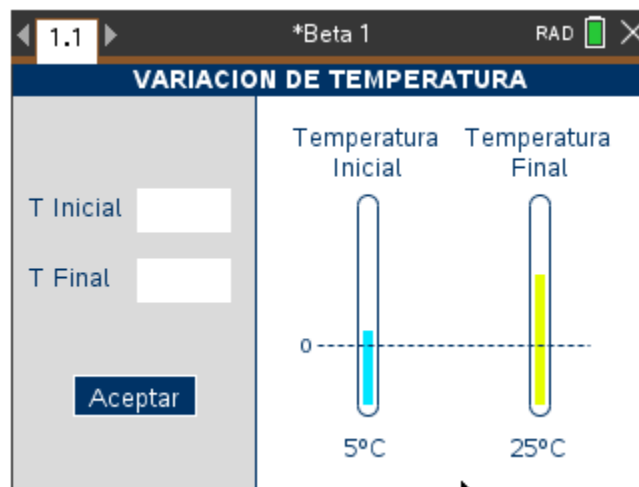 1.1
*Beta 1
RAD
VARIACION DE TEMPERATURA
T Inicial
T Final
Aceptar
Temperatura
Inicial
Temperatura
Final
0
5ºC
25ºC